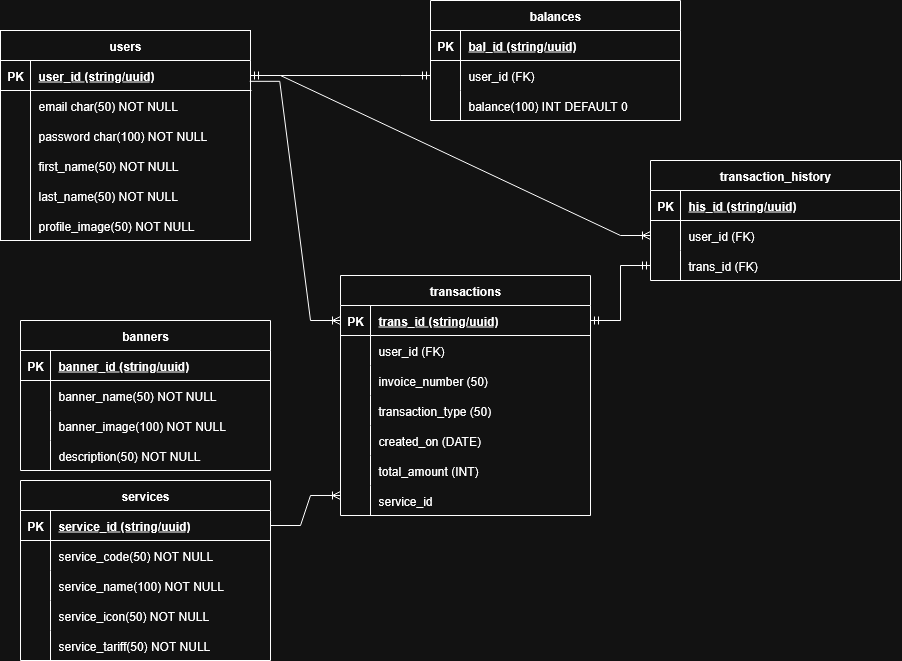 balances
PK bal_id (string/uuid)
user_id (FK)
balance(100) INT DEFAULT 0
users
PK user_id (string/uuid)
email char(50) NOT NULL
password char(100) NOT NULL
first_name(50) NOT NULL
last_name(50) NOT NULL
profile_image(50) NOT NULL
transaction_history
PK his_id (string/uuid)
user_id (FK)
trans_id (FK)
transactions
PK trans_id (string/uuid)
user_id (FK)
invoice_number (50)
transaction_type (50)
created_on (DATE)
total_amount (INT)
service_id
banners
PK banner_id (string/uuid)
banner_name(50) NOT NULL
banner_image(100) NOT NULL
description(50) NOT NULL
services
PK service_id (string/uuid)
service_code(50) NOT NULL
service_name(100) NOT NULL
service_icon(50) NOT NULL
service_tariff(50) NOT NULL